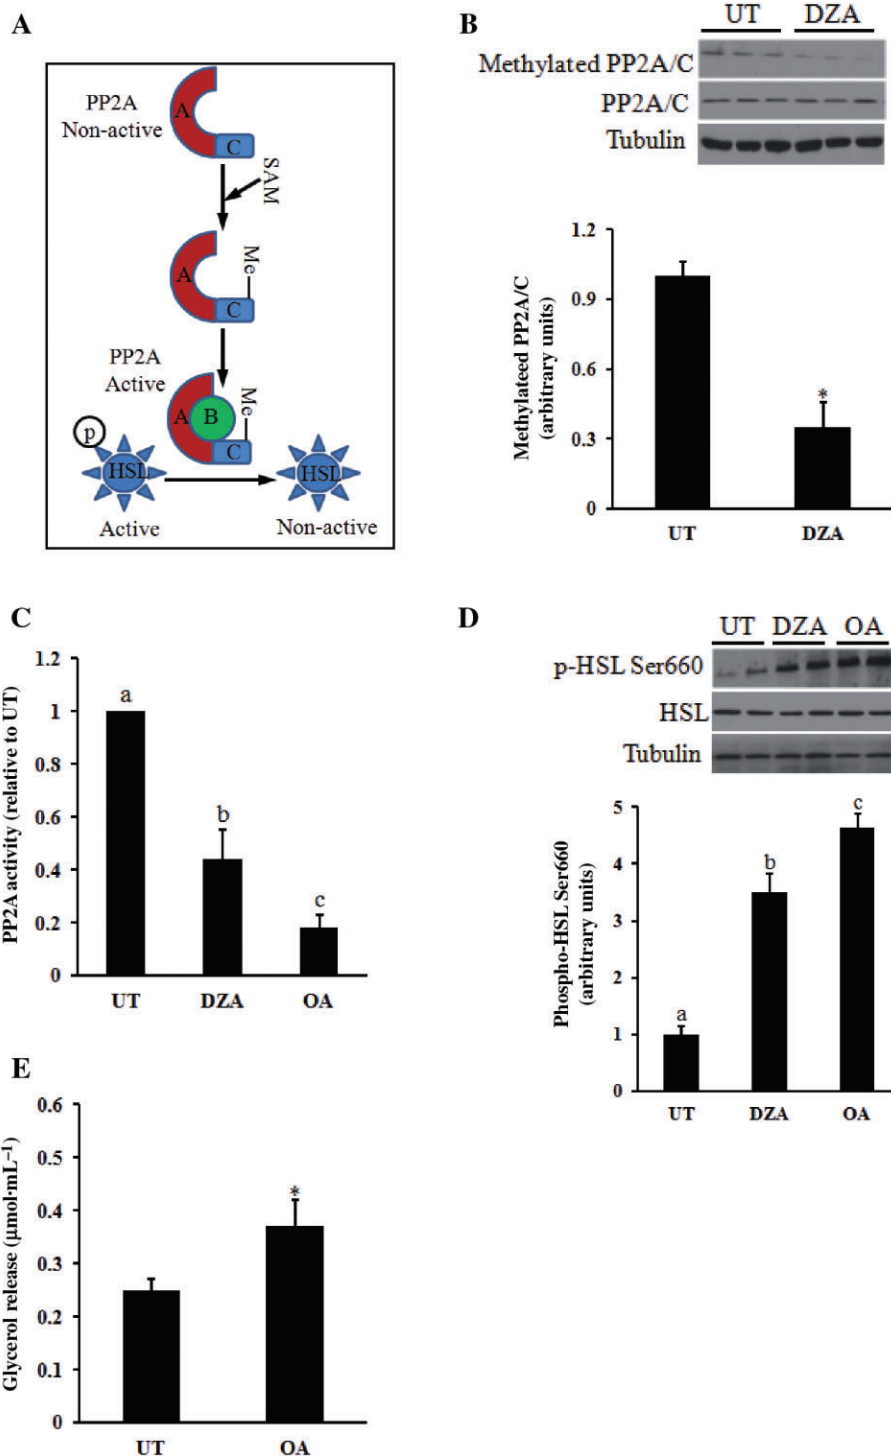 A
PP2A
Non-active
A
C
SAM
Me
A
C
PP2A
Active
Me
A
B
C
p
HSL
HSL
Active
Non-active
B
UT DZA
Methylated PP2A/C
PP2A/C
Tubulin
Methylateed PP2A/C
(arbitrary units)
1.2
0.9
0.6
0.3
0
*
UT DZA
C
PP2A activity (relative to UT)
1.2
1
0.8
0.6
0.4
0.2
0
a
b
c
UT DZA OA
D
UT DZA OA
p-HSL Ser660
HSL
Tubulin
Phospho-HSL Ser660
(arbitrary units)
5
4
3
2
1
0
a
b
c
UT DZA OA
E
Glycerol release (μmol·mL⁻¹)
0.6
0.5
0.4
0.3
0.2
0.1
0
*
UT OA